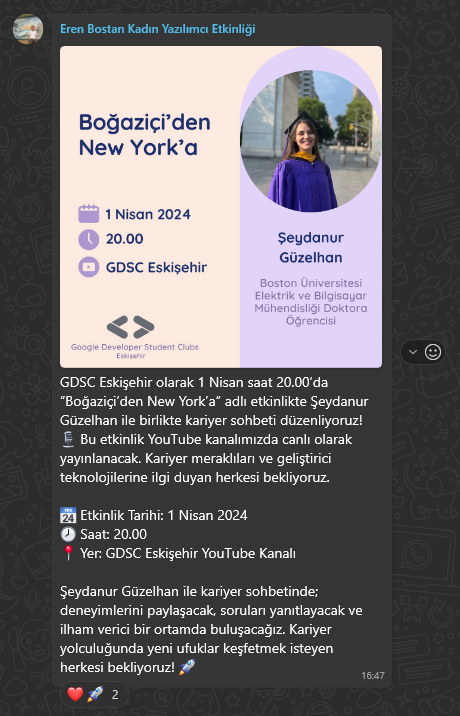 Eren Bostan Kadın Yazılımcı Etkinliği
Boğaziçi'den
New York'a
1 Nisan 2024
20.00
GDSC Eskişehir
Google Developer Student Clubs
Eskişehir
Şeydanur
Güzelhan
Boston Üniversitesi
Elektrik ve Bilgisayar
Mühendisliği Doktora
Öğrencisi
GDSC Eskişehir olarak 1 Nisan saat 20.00’da
“Boğaziçi’den New York’a“ adlı etkinlikte Şeydanur
Güzelhan ile birlikte kariyer sohbeti düzenliyoruz!
🎙️ Bu etkinlik YouTube kanalımızda canlı olarak
yayınlanacak. Kariyer meraklıları ve geliştirici
teknolojilerine ilgi duyan herkesi bekliyoruz.
📅 Etkinlik Tarihi: 1 Nisan 2024
🕗 Saat: 20.00
📍 Yer: GDSC Eskişehir YouTube Kanalı
Şeydanur Güzelhan ile kariyer sohbetinde;
deneyimlerini paylaşacak, soruları yanıtlayacak ve
ilham verici bir ortamda buluşacağız. Kariyer
yolculuğunda yeni ufuklar keşfetmek isteyen
herkesi bekliyoruz! 🚀
16:47
❤️🚀 2